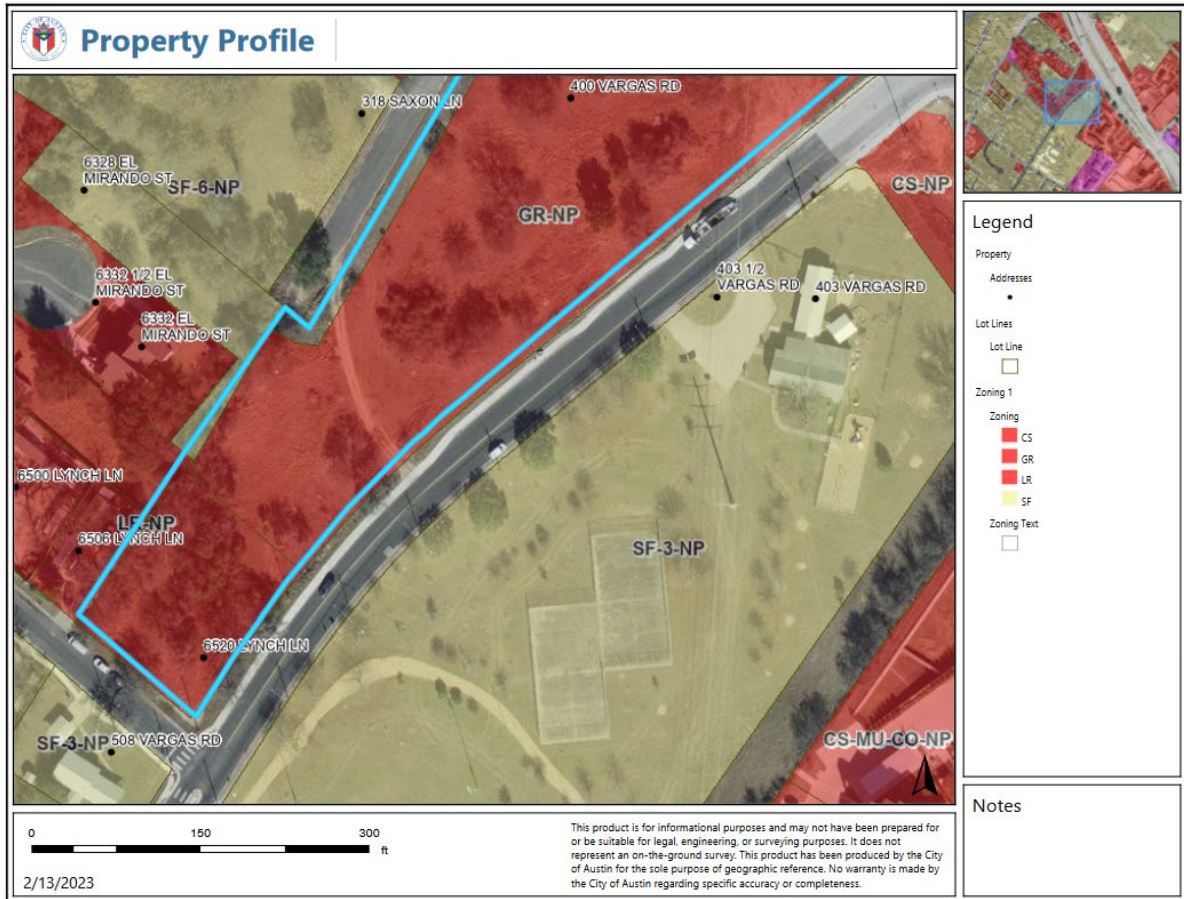 Property Profile
400 VARGAS RD
318 SAXON LN
6328 EL
MIRANDO ST
SF-6-NP
CS-NP
GR-NP
403 1/2
VARGAS RD
403 VARGAS RD
6332 1/2 EL
MIRANDO ST
6332 EL
MIRANDO ST
6500 LYNCH LN
LR-NP
6506 LYNCH LN
SF-3-NP
6520 LYNCH LN
SF-3-NP
508 VARGAS RD
CS-MU-CO-NP
Legend
Property
Addresses
Lot Lines
Lot Line
Zoning 1
Zoning
CS
GR
LR
SF
Zoning Text
Notes
0 150 300
ft
2/13/2023
This product is for informational purposes and may not have been prepared for
or be suitable for legal, engineering, or surveying purposes. It does not
represent an on-the-ground survey. This product has been produced by the City
of Austin for the sole purpose of geographic reference. No warranty is made by
the City of Austin regarding specific accuracy or completeness.